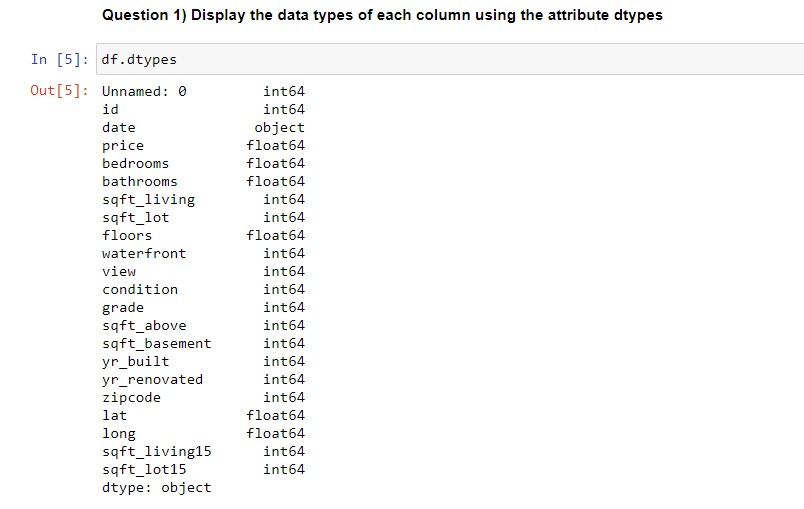 Question 1) Display the data types of each column using the attribute dtypes
In [5]: df.dtypes
Out[5]: Unnamed: 0 int64
id int64
date object
price float64
bedrooms float64
bathrooms float64
sqft_living int64
sqft_lot int64
floors float64
waterfront int64
view int64
condition int64
grade int64
sqft_above int64
sqft_basement int64
yr_built int64
yr_renovated int64
zipcode int64
lat float64
long float64
sqft_living15 int64
sqft_lot15 int64
dtype: object